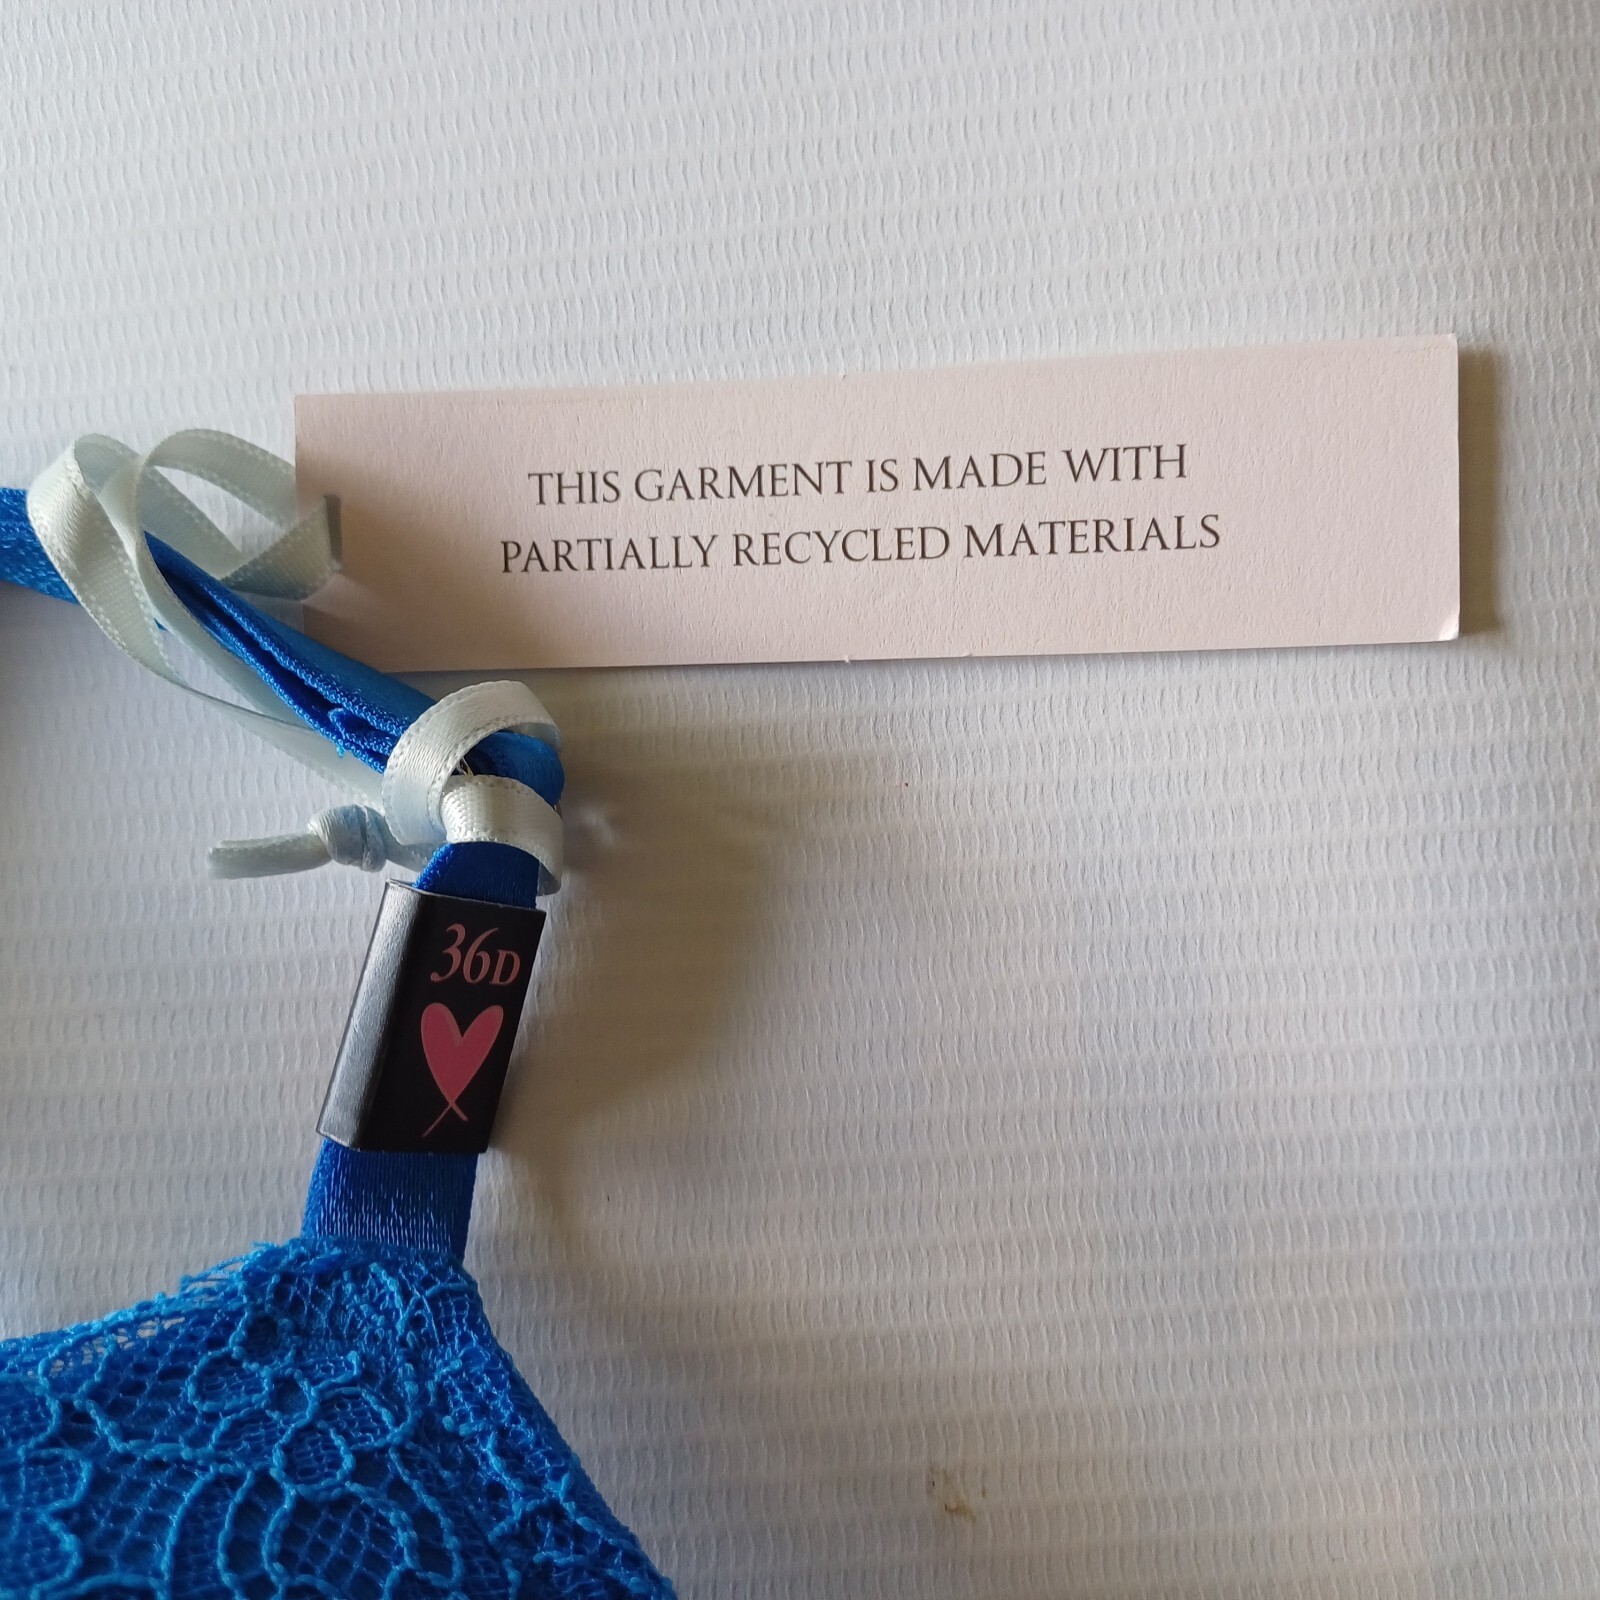 THIS GARMENT IS MADE WITH
PARTIALLY RECYCLED MATERIALS
36D